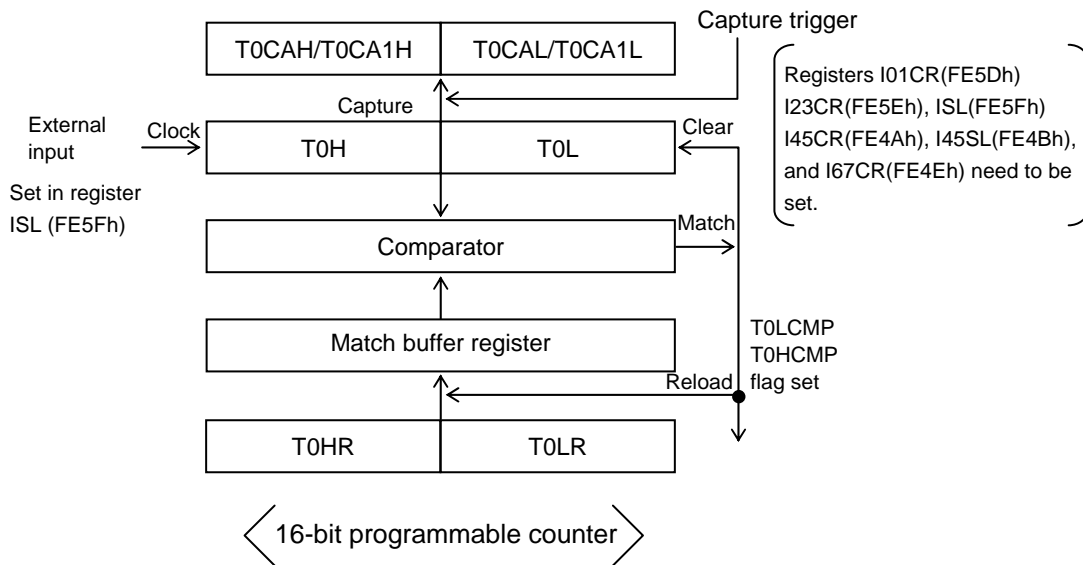 Capture trigger
T0CAH/T0CA1H T0CAL/T0CA1L
Registers I01CR(FE5Dh)
I23CR(FE5Eh), ISL(FE5Fh)
I45CR(FE4Ah), I45SL(FE4Bh),
and I67CR(FE4Eh) need to be
set.
Capture
External
input
Clock
Clear
T0H T0L
Set in register
ISL (FE5Fh)
Match
Comparator
Match buffer register
T0LCMP
T0HCMP
flag set
Reload
T0HR T0LR
16-bit programmable counter